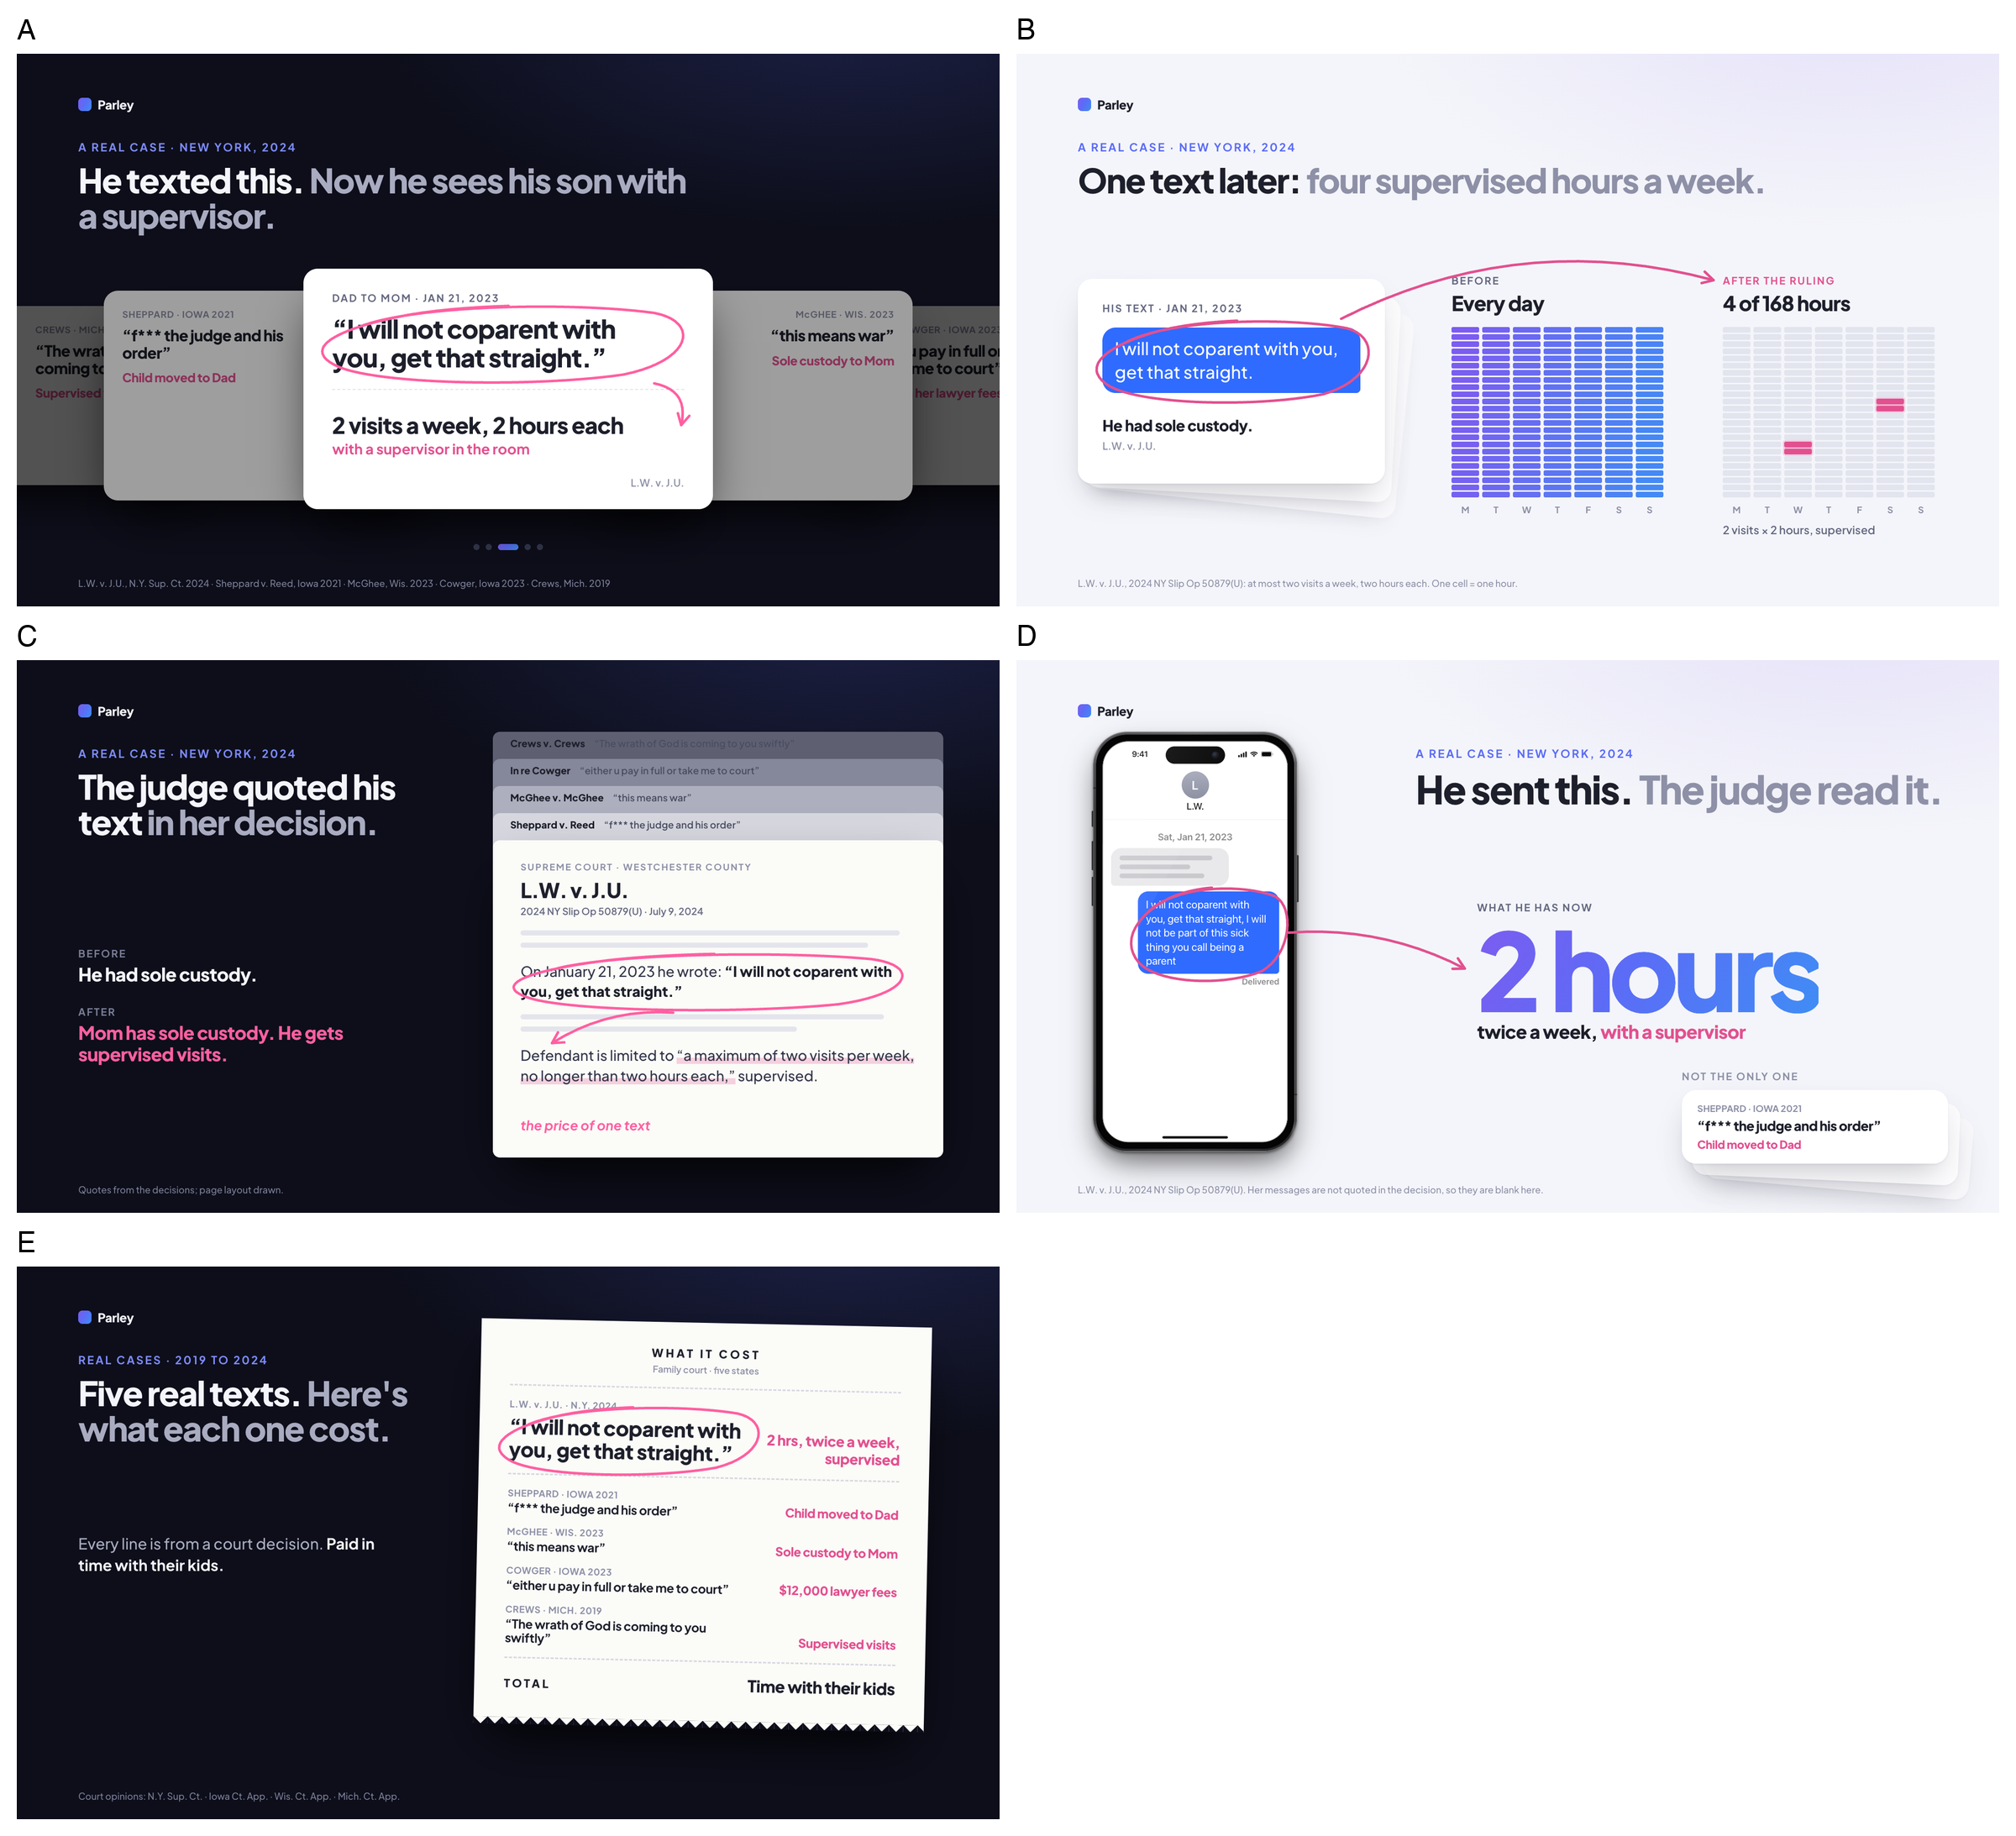 A
Parley
A REAL CASE · NEW YORK, 2024
He texted this. Now he sees his son with
a supervisor.
CREWS · MICH
“The wrat
coming to
Supervised
SHEPPARD · IOWA 2021
“f*** the judge and his
order”
Child moved to Dad
DAD TO MOM · JAN 21, 2023
“I will not coparent with
you, get that straight.”
2 visits a week, 2 hours each
with a supervisor in the room
L.W. v. J.U.
McGHEE · WIS. 2023
“this means war”
Sole custody to Mom
WGER · IOWA 202
u pay in full or
me to court”
her lawyer fees
L.W. v. J.U., N.Y. Sup. Ct. 2024 · Sheppard v. Reed, Iowa 2021 · McGhee, Wis. 2023 · Cowger, Iowa 2023 · Crews, Mich. 2019
B
Parley
A REAL CASE · NEW YORK, 2024
One text later: four supervised hours a week.
HIS TEXT · JAN 21, 2023
I will not coparent with you,
get that straight.
He had sole custody.
L.W. v. J.U.
BEFORE
Every day
M T W T F S S
AFTER THE RULING
4 of 168 hours
M T W T F S S
2 visits × 2 hours, supervised
L.W. v. J.U., 2024 NY Slip Op 50879(U): at most two visits a week, two hours each. One cell = one hour.
C
Parley
A REAL CASE · NEW YORK, 2024
The judge quoted his
text in her decision.
BEFORE
He had sole custody.
AFTER
Mom has sole custody. He gets
supervised visits.
Crews v. Crews “The wrath of God is coming to you swiftly”
In re Cowger “either u pay in full or take me to court”
McGhee v. McGhee “this means war”
Sheppard v. Reed “f*** the judge and his order”
SUPREME COURT · WESTCHESTER COUNTY
L.W. v. J.U.
2024 NY Slip Op 50879(U) · July 9, 2024
On January 21, 2023 he wrote: “I will not coparent with
you, get that straight.”
Defendant is limited to “a maximum of two visits per week,
no longer than two hours each,” supervised.
the price of one text
Quotes from the decisions; page layout drawn.
D
Parley
9:41
L
L.W.
Sat, Jan 21, 2023
I will not coparent with
you, get that straight, I will
not be part of this sick
thing you call being a
parent
Delivered
A REAL CASE · NEW YORK, 2024
He sent this. The judge read it.
WHAT HE HAS NOW
2 hours
twice a week, with a supervisor
NOT THE ONLY ONE
SHEPPARD · IOWA 2021
“f*** the judge and his order”
Child moved to Dad
L.W. v. J.U., 2024 NY Slip Op 50879(U). Her messages are not quoted in the decision, so they are blank here.
E
Parley
REAL CASES · 2019 TO 2024
Five real texts. Here's
what each one cost.
Every line is from a court decision. Paid in
time with their kids.
WHAT IT COST
Family court · five states
L.W. v. J.U. · N.Y. 2024
“I will not coparent with
you, get that straight.”
2 hrs, twice a week,
supervised
SHEPPARD · IOWA 2021
“f*** the judge and his order”
Child moved to Dad
McGHEE · WIS. 2023
“this means war”
Sole custody to Mom
COWGER · IOWA 2023
“either u pay in full or take me to court”
$12,000 lawyer fees
CREWS · MICH. 2019
“The wrath of God is coming to you
swiftly”
Supervised visits
TOTAL
Time with their kids
Court opinions: N.Y. Sup. Ct. · Iowa Ct. App. · Wis. Ct. App. · Mich. Ct. App.